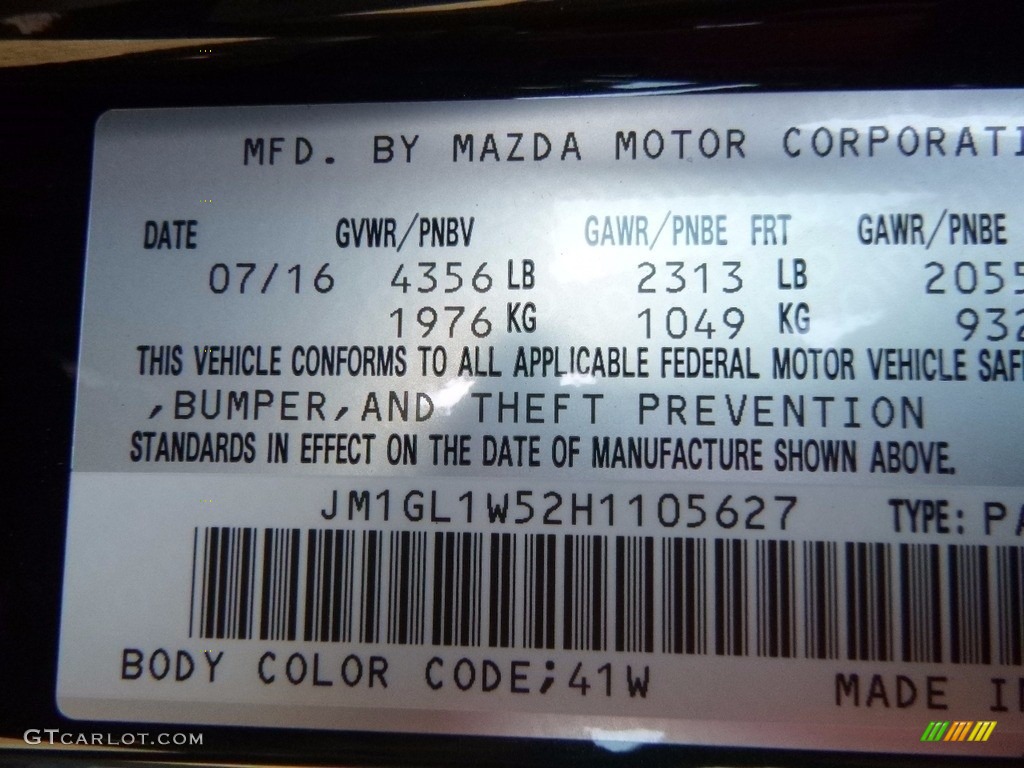 MFD. BY MAZDA MOTOR CORPORATI
DATE GVWR/PNBV GAWR/PNBE FRT GAWR/PNBE
07/16 4356 LB 2313 LB 2055
1976 KG 1049 KG 932
THIS VEHICLE CONFORMS TO ALL APPLICABLE FEDERAL MOTOR VEHICLE SAFE
,BUMPER,AND THEFT PREVENTION
STANDARDS IN EFFECT ON THE DATE OF MANUFACTURE SHOWN ABOVE.
JM1GL1W52H1105627 TYPE: PA
BODY COLOR CODE;41W MADE I
GTCARLOT.COM